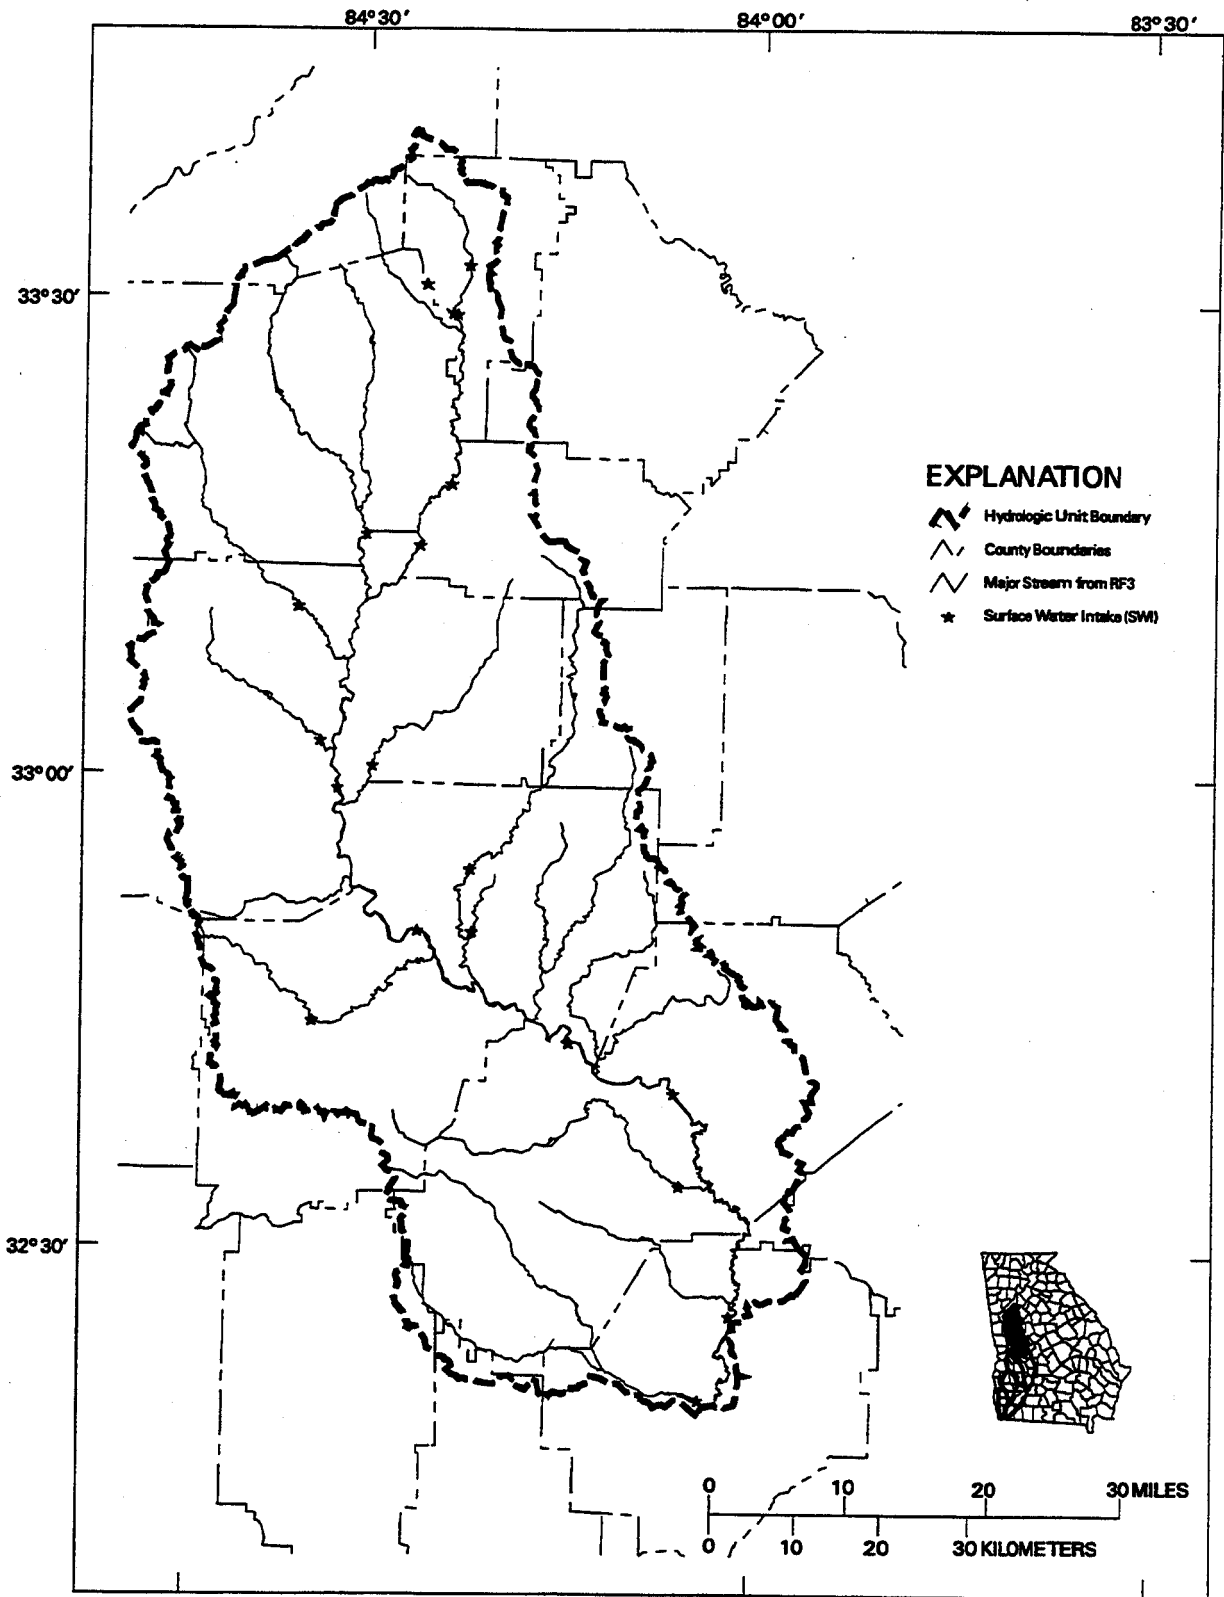 84°30' 84°00' 83°30'
33°30'
EXPLANATION
Hydrologic Unit Boundary
County Boundaries
Major Stream from RF3
Surface Water Intake (SWI)
33°00'
32°30'
0 10 20 30 MILES
0 10 20 30 KILOMETERS